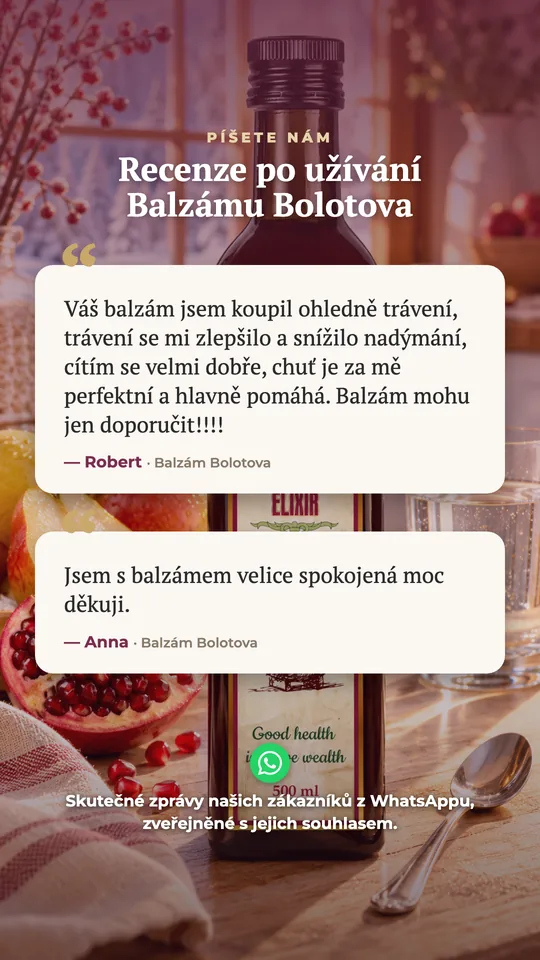 PÍŠETE NÁM
Recenze po užívání
Balzámu Bolotova
Váš balzám jsem koupil ohledně trávení,
trávení se mi zlepšilo a snížilo nadýmání,
cítím se velmi dobře, chuť je za mě
perfektní a hlavně pomáhá. Balzám mohu
jen doporučit!!!!
— Robert · Balzám Bolotova
ELIXIR
Jsem s balzámem velice spokojená moc
děkuji.
— Anna · Balzám Bolotova
Good health
wealth
500 ml
Skutečné zprávy našich zákazníků z WhatsAppu,
zveřejněné s jejich souhlasem.